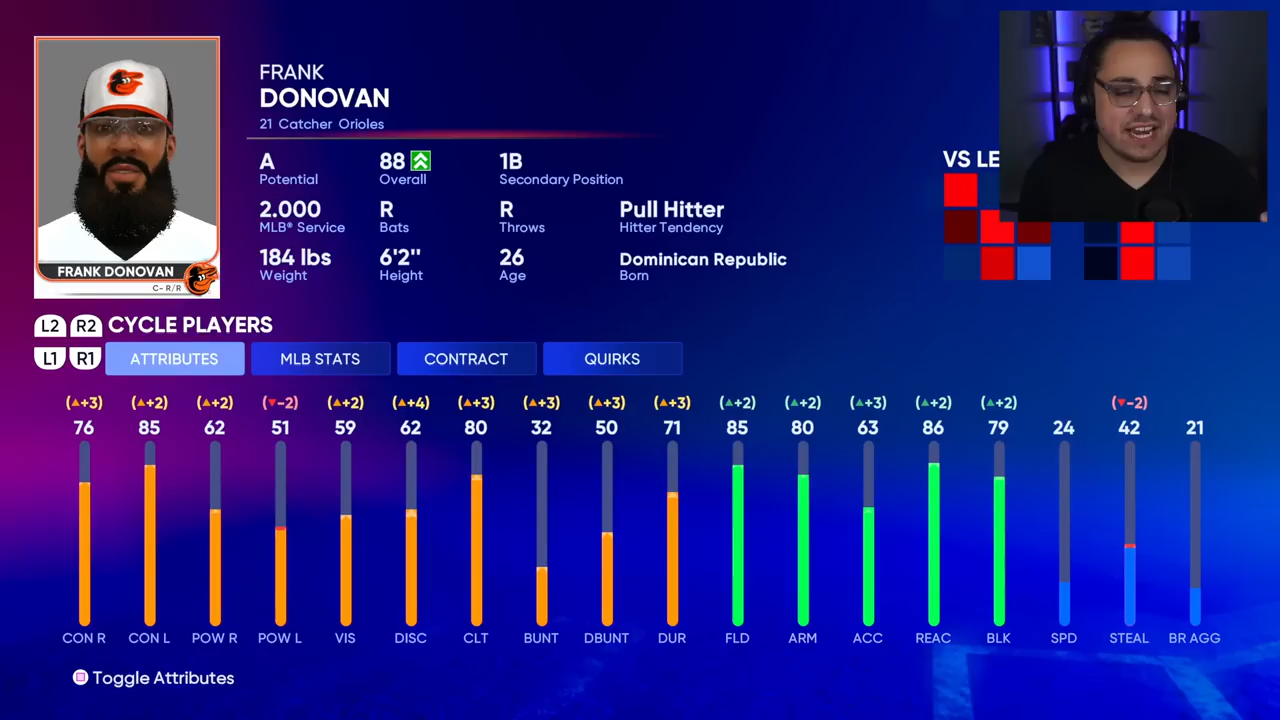 FRANK
DONOVAN
21 Catcher Orioles
A 88 1B
Potential Overall Secondary Position
2.000 R R Pull Hitter
MLB® Service Bats Throws Hitter Tendency
184 lbs 6'2'' 26 Dominican Republic
Weight Height Age Born
VS LE
FRANK DONOVAN
C- R/R
L2 R2 CYCLE PLAYERS
L1 R1 ATTRIBUTES MLB STATS CONTRACT QUIRKS
(▲+3) (▲+2) (▲+2) (▼-2) (▲+2) (▲+4) (▲+3) (▲+3) (▲+3) (▲+3) (▲+2) (▲+2) (▲+3) (▲+2) (▲+2) (▼-2)
76 85 62 51 59 62 80 32 50 71 85 80 63 86 79 24 42 21
CON R CON L POW R POW L VIS DISC CLT BUNT DBUNT DUR FLD ARM ACC REAC BLK SPD STEAL BR AGG
Toggle Attributes